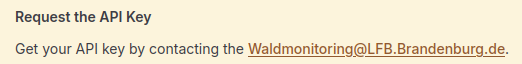 Request the API Key
Get your API key by contacting the Waldmonitoring@LFB.Brandenburg.de.